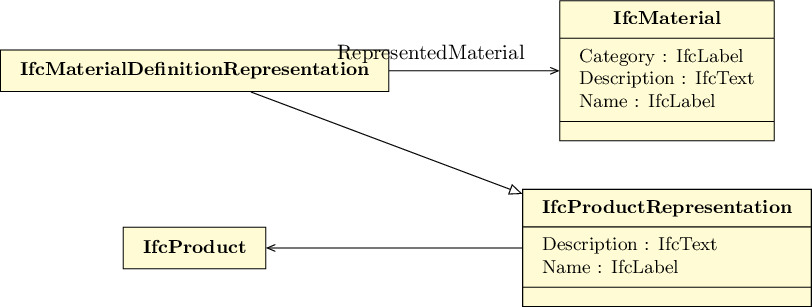 IfcMaterial
Category : IfcLabel
Description : IfcText
Name : IfcLabel
RepresentedMaterial
IfcMaterialDefinitionRepresentation
IfcProductRepresentation
Description : IfcText
Name : IfcLabel
IfcProduct